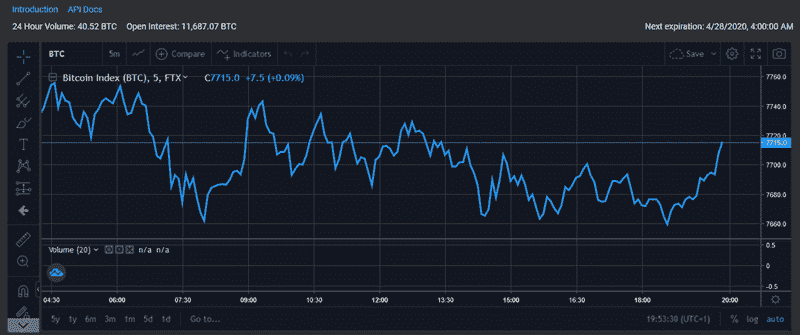 Introduction API Docs
24 Hour Volume: 40.52 BTC Open Interest: 11,687.07 BTC Next expiration: 4/28/2020, 4:00:00 AM
BTC 5m Compare Indicators Save
Bitcoin Index (BTC), 5, FTX C7715.0 +7.5 (+0.09%)
7760.0
7740.0
7720.0
7715.0
7700.0
7680.0
7660.0
Volume (20) n/a n/a
0.5
0.0
-0.5
04:30 06:00 07:30 09:00 10:30 12:00 13:30 15:00 16:30 18:00 20:00
5y 1y 6m 3m 1m 5d 1d Go to... 19:53:30 (UTC+1) % log auto